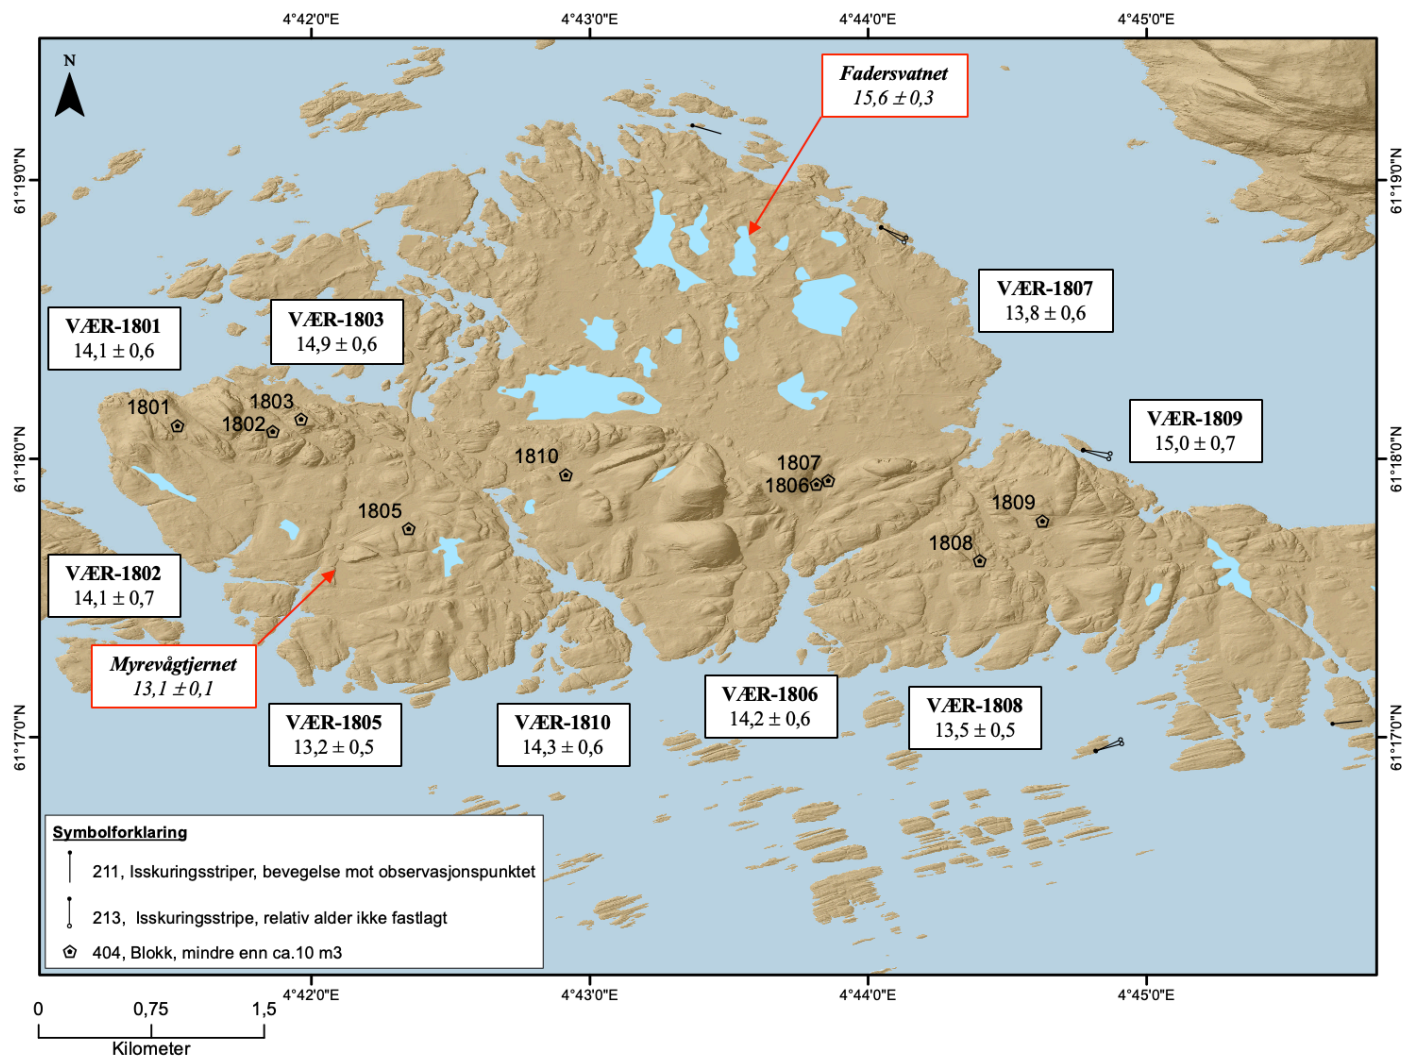 4°42'0"E
4°43'0"E
4°44'0"E
4°45'0"E
N
Fadersvatnet
15,6 ± 0,3
61°19'0"N
61°19'0"N
VÆR-1807
13,8 ± 0,6
VÆR-1801
14,1 ± 0,6
VÆR-1803
14,9 ± 0,6
VÆR-1809
15,0 ± 0,7
1801
1803
1802
61°18'0"N
61°18'0"N
1810
1807
1806
1805
1809
1808
VÆR-1802
14,1 ± 0,7
Myrevågtjernet
13,1 ± 0,1
VÆR-1805
13,2 ± 0,5
VÆR-1810
14,3 ± 0,6
VÆR-1806
14,2 ± 0,6
VÆR-1808
13,5 ± 0,5
61°17'0"N
61°17'0"N
Symbolforklaring
211, Isskuringsstriper, bevegelse mot observasjonspunktet
213, Isskuringsstripe, relativ alder ikke fastlagt
404, Blokk, mindre enn ca.10 m3
4°42'0"E
4°43'0"E
4°44'0"E
4°45'0"E
0
0,75
1,5
Kilometer